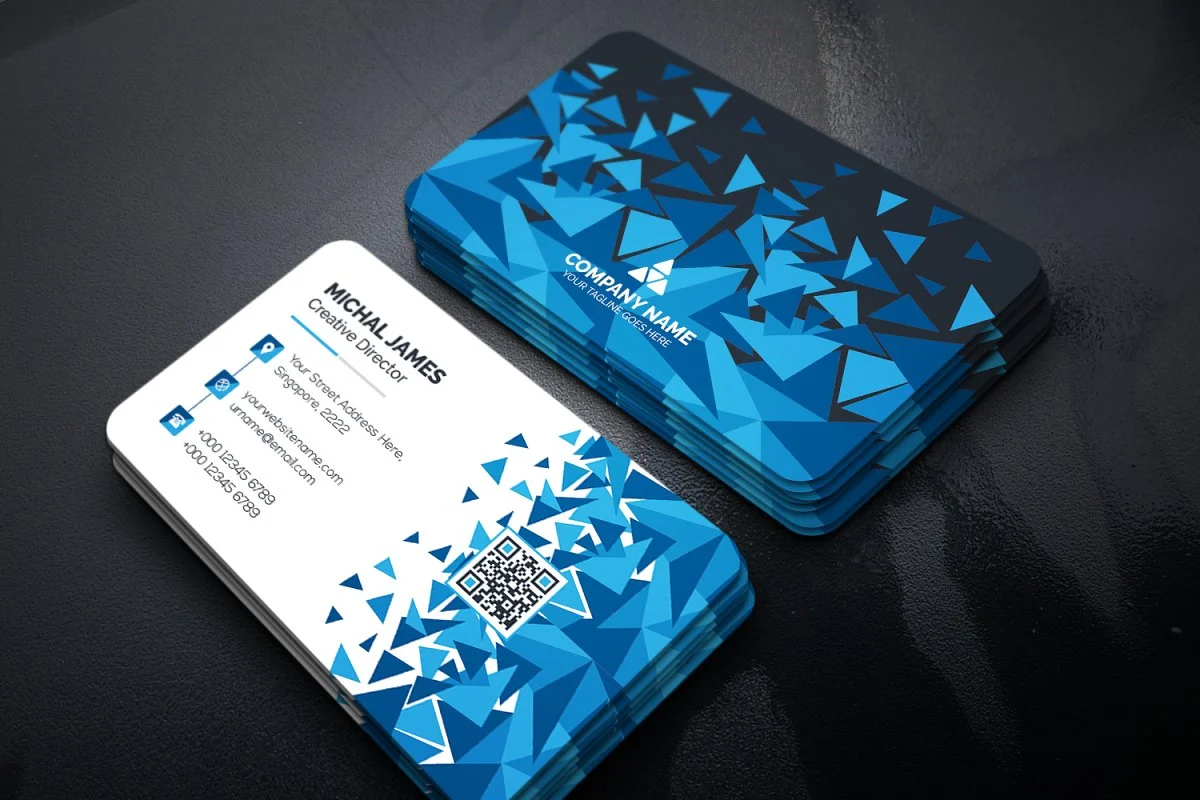 MICHAL JAMES
Creative Director
Your Street Address Here,
Singapore, 2222
yourwebsitename.com
urname@email.com
+000 12345 6789
+000 12345 6789
COMPANY NAME
YOUR TAGLINE GOES HERE